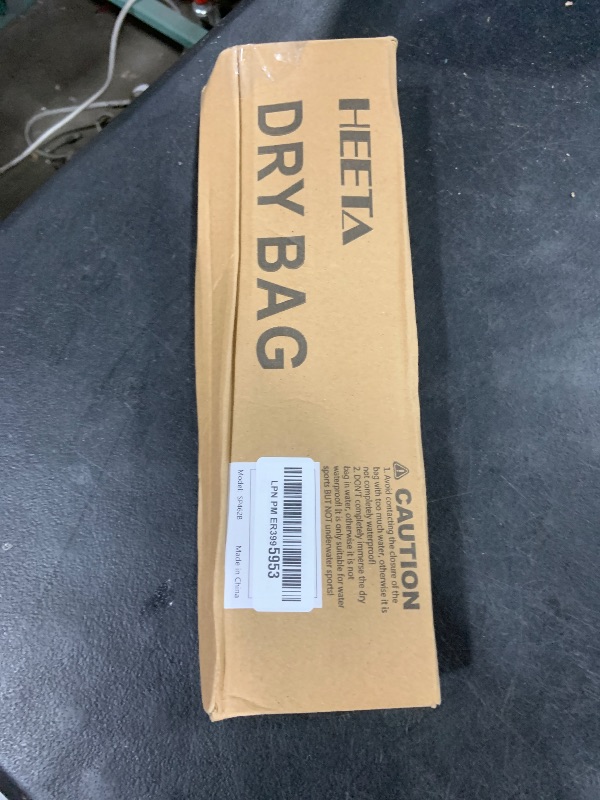 HEETA
DRY BAG
CAUTION
1. Avoid contacting the closure of the
bag with too much water, otherwise it is
not completely waterproof!
2. DON'T completely immerse the dry
bag in water, otherwise it is not
waterproof! It is only suitable for water
sports BUT NOT underwater sports!
LPN PM ER3995953
Model: SP462B
Made in China